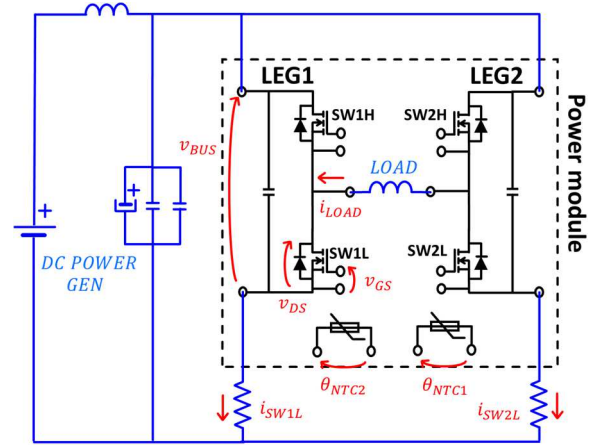 LEG1
LEG2
SW1H
SW2H
Power module
v_BUS
LOAD
i_LOAD
+
+
DC POWER
GEN
SW1L
SW2L
v_GS
v_DS
θ_NTC2
θ_NTC1
i_SW1L
i_SW2L